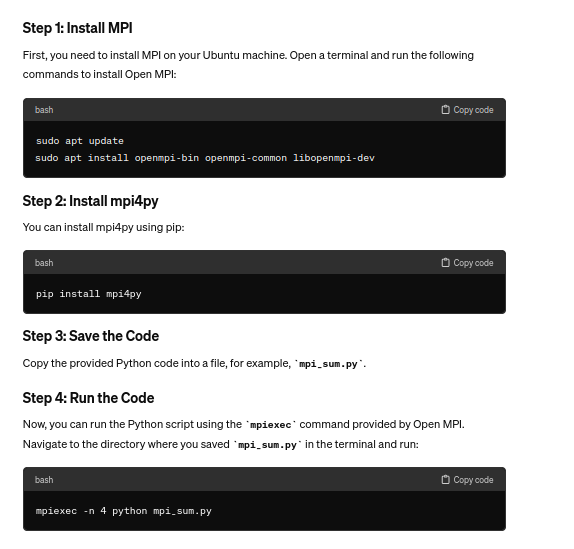 Step 1: Install MPI
First, you need to install MPI on your Ubuntu machine. Open a terminal and run the following
commands to install Open MPI:
bash
Copy code
sudo apt update
sudo apt install openmpi-bin openmpi-common libopenmpi-dev
Step 2: Install mpi4py
You can install mpi4py using pip:
bash
Copy code
pip install mpi4py
Step 3: Save the Code
Copy the provided Python code into a file, for example, `mpi_sum.py`.
Step 4: Run the Code
Now, you can run the Python script using the `mpiexec` command provided by Open MPI.
Navigate to the directory where you saved `mpi_sum.py` in the terminal and run:
bash
Copy code
mpiexec -n 4 python mpi_sum.py